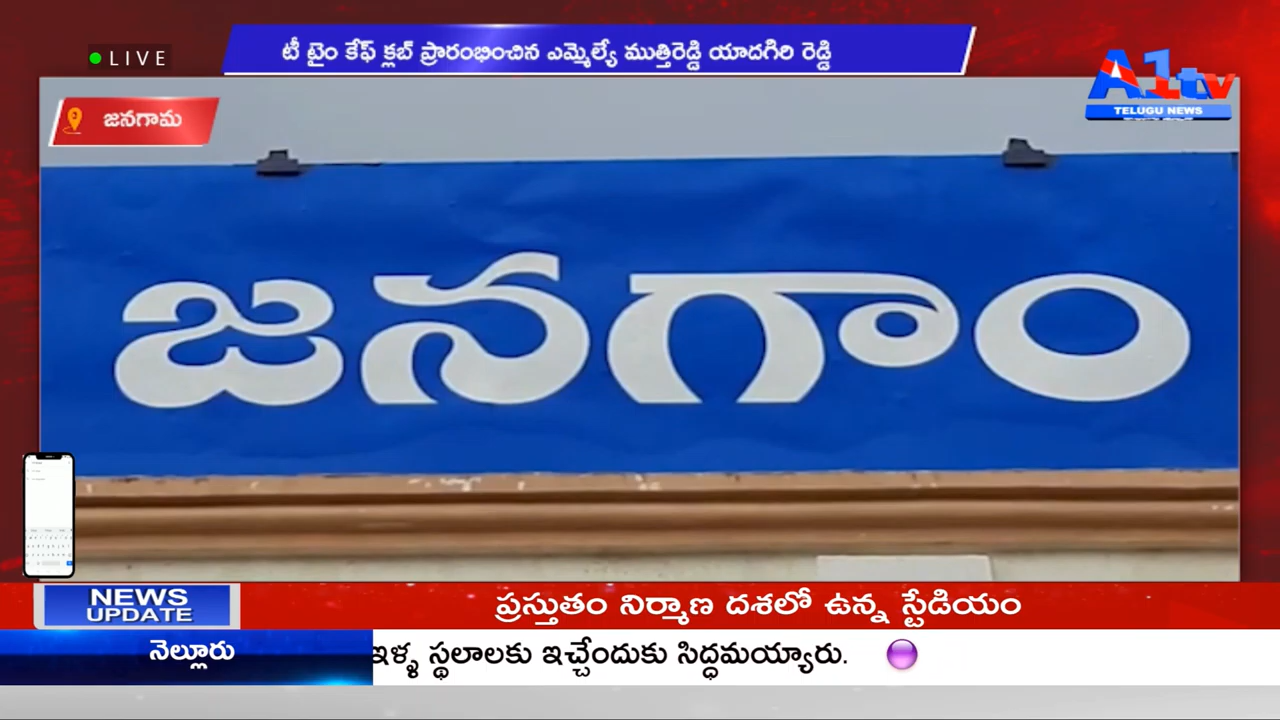 టీ టైం కేఫ్ క్లబ్ ప్రారంభించిన ఎమ్మెల్యే ముత్తిరెడ్డి యాదగిరి రెడ్డి
LIVE
A1tv
TELUGU NEWS
జనగామ
జనగాం
NEWS UPDATE
ప్రస్తుతం నిర్మాణ దశలో ఉన్న స్టేడియం
నెల్లూరు
ఇళ్ళ స్థలాలకు ఇచ్చేందుకు సిద్ధమయ్యారు.